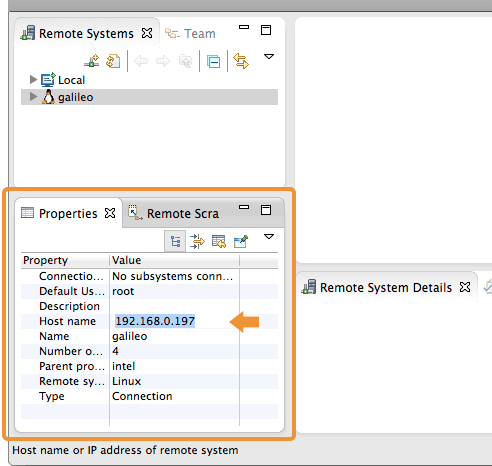 Remote Systems Team
Local
galileo
Properties Remote Scra
Property Value
Connectio... No subsystems conn...
Default Us... root
Description
Host name 192.168.0.197
Name galileo
Number o... 4
Parent pro... intel
Remote sy... Linux
Type Connection
Remote System Details
Host name or IP address of remote system